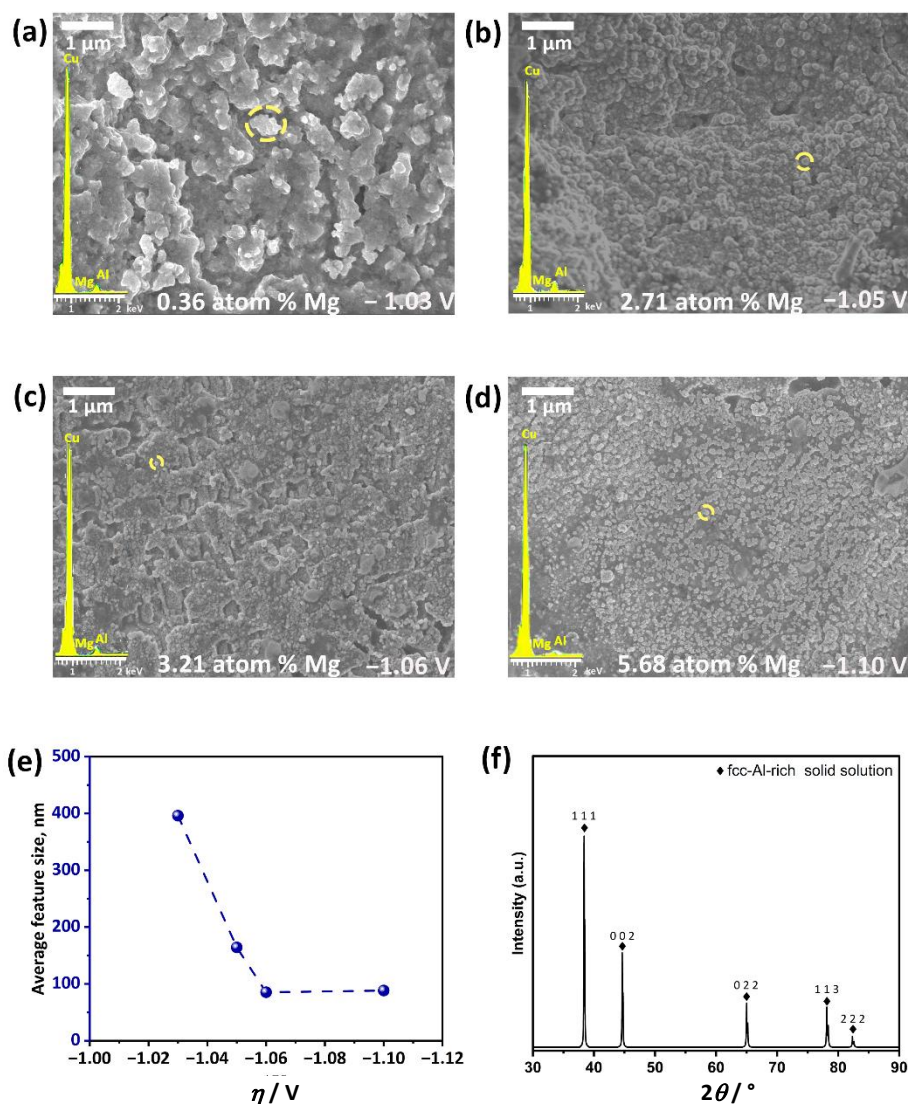 (a)
1 µm
Cu
Mg Al
1 2 keV
0.36 atom % Mg −1.03 V
(b)
1 µm
Cu
Mg Al
1 2 keV
2.71 atom % Mg −1.05 V
(c)
1 µm
Cu
Mg Al
1 2 keV
3.21 atom % Mg −1.06 V
(d)
1 µm
Cu
Mg Al
1 2 keV
5.68 atom % Mg −1.10 V
(e)
Average feature size, nm
500
400
300
200
100
0
−1.00 −1.02 −1.04 −1.06 −1.08 −1.10 −1.12
η / V
(f)
♦ fcc-Al-rich solid solution
1 1 1
0 0 2
0 2 2
1 1 3
2 2 2
Intensity (a.u.)
30 40 50 60 70 80 90
2θ / °